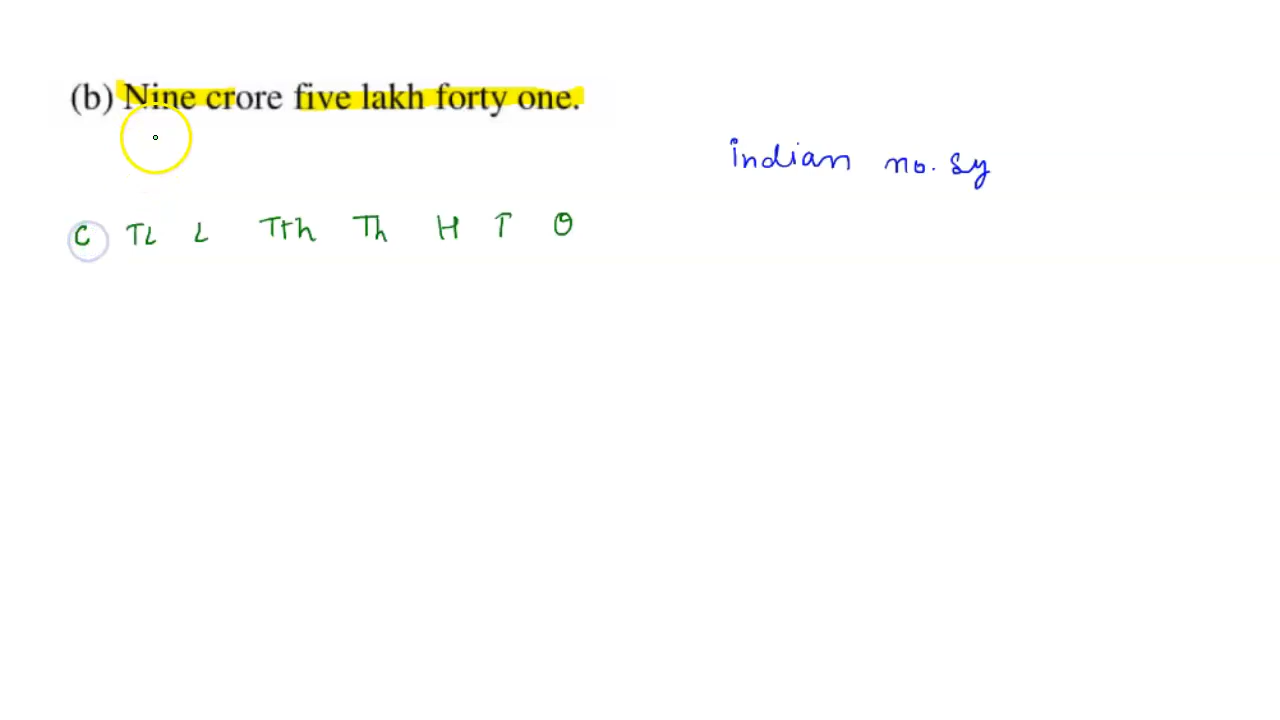 (b) Nine crore five lakh forty one.
Indian no. Sy
C TL L Tth Th H T O